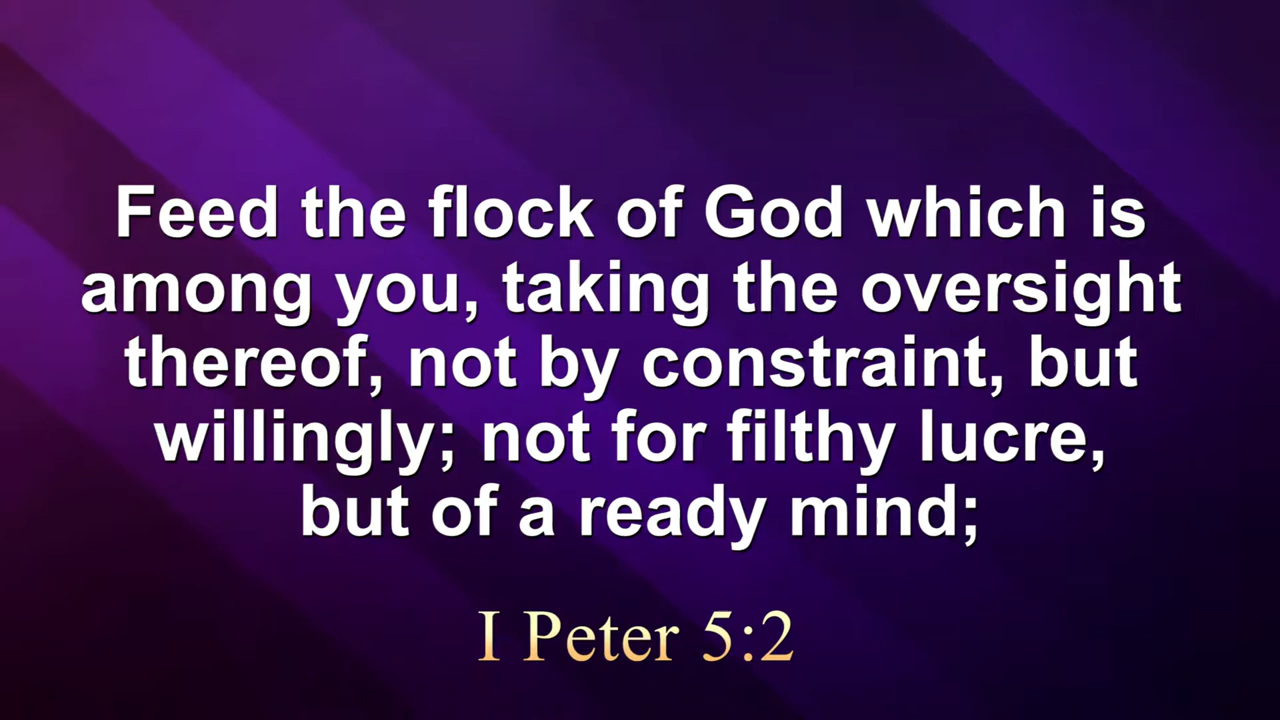 Feed the flock of God which is
among you, taking the oversight
thereof, not by constraint, but
willingly; not for filthy lucre,
but of a ready mind;
I Peter 5:2